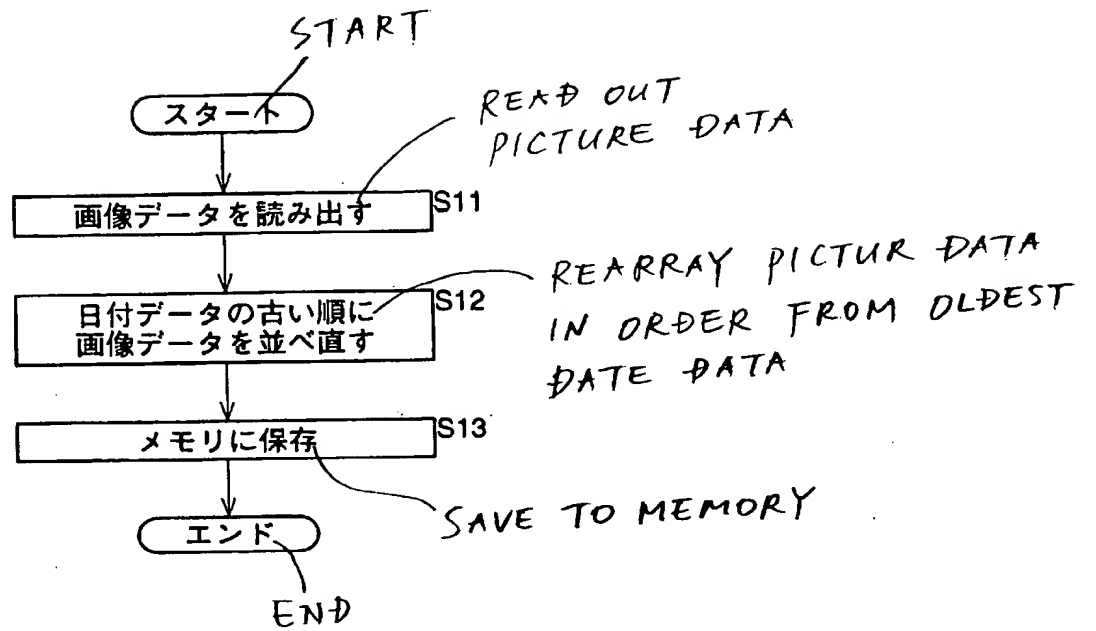 START
スタート
READ OUT
PICTURE DATA
画像データを読み出す
S11
REARRAY PICTUR DATA
IN ORDER FROM OLDEST
DATE DATA
日付データの古い順に
画像データを並べ直す
S12
メモリに保存
S13
SAVE TO MEMORY
エンド
END